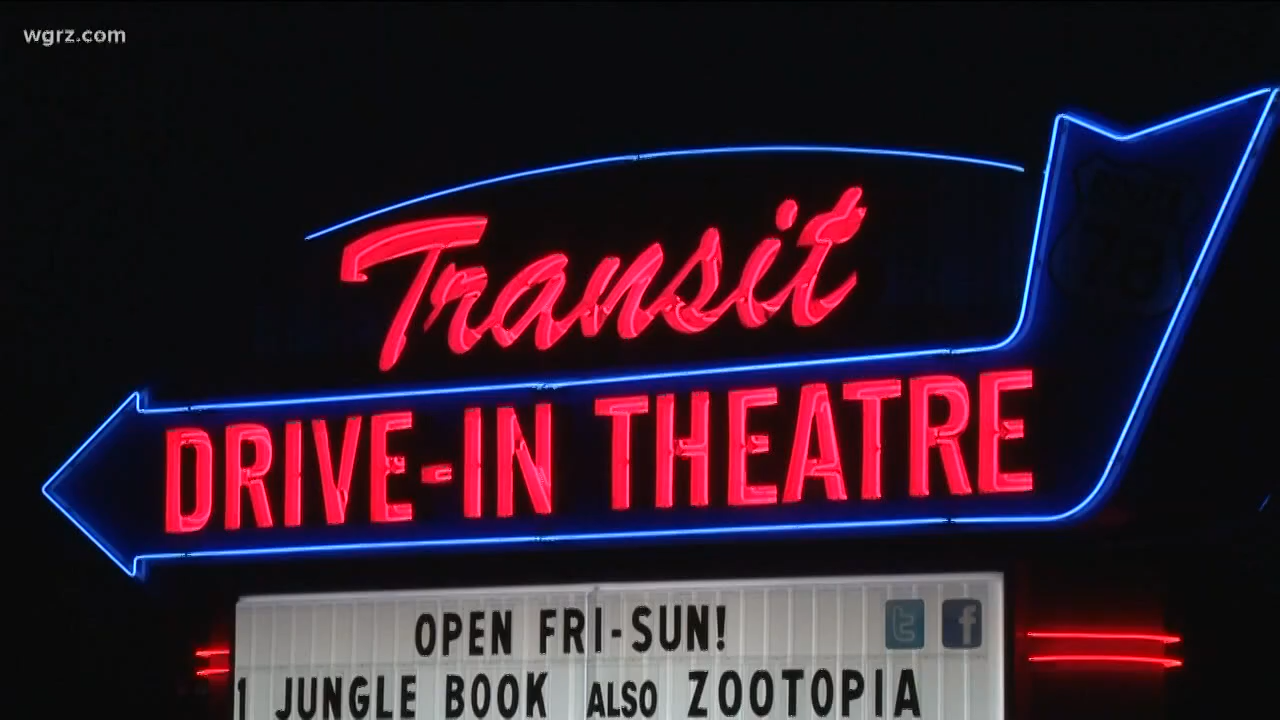 wgrz.com
Transit
DRIVE-IN THEATRE
OPEN FRI-SUN!
1 JUNGLE BOOK ALSO ZOOTOPIA